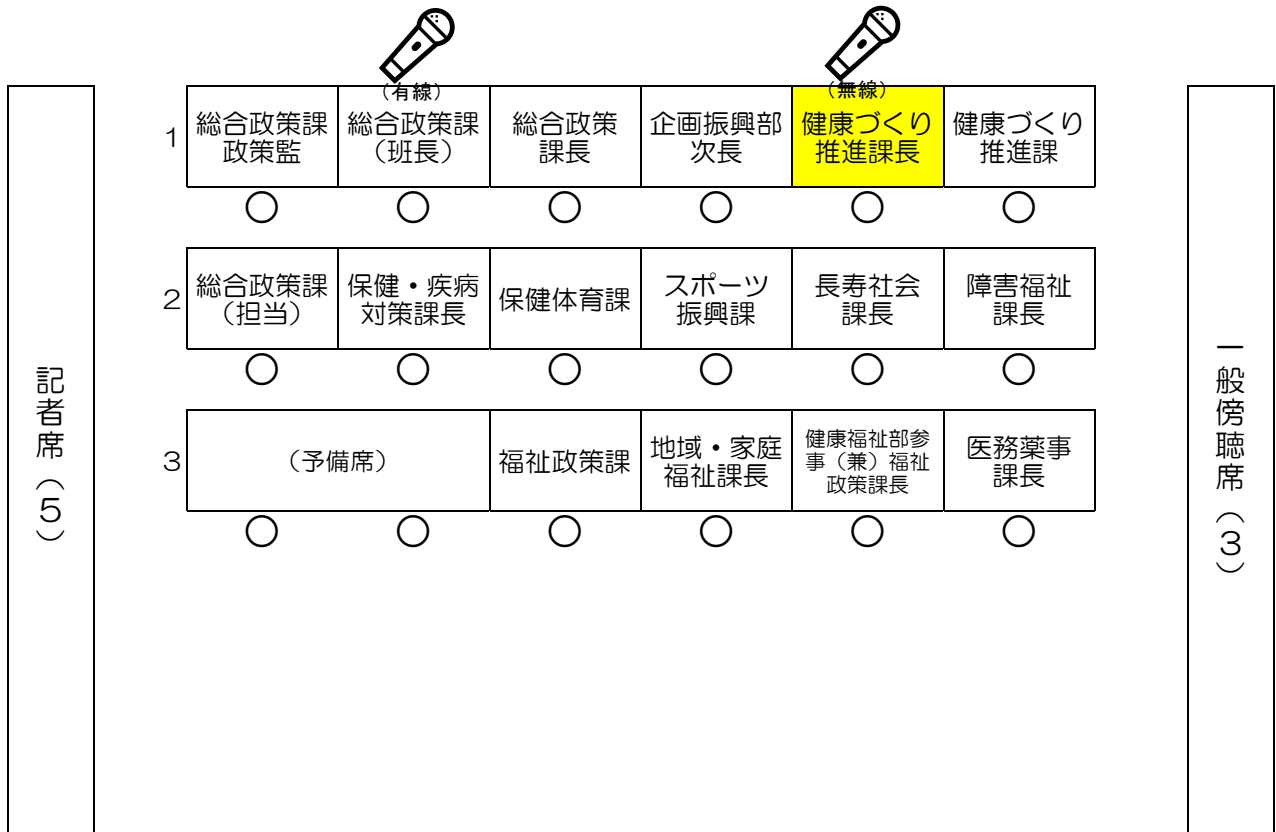 （有線）
（無線）
1
総合政策課
政策監
総合政策課
（班長）
総合政策
課長
企画振興部
次長
健康づくり
推進課長
健康づくり
推進課
2
総合政策課
（担当）
保健・疾病
対策課長
保健体育課
スポーツ
振興課
長寿社会
課長
障害福祉
課長
3
（予備席）
福祉政策課
地域・家庭
福祉課長
健康福祉部参
事（兼）福祉
政策課長
医務薬事
課長
記者席（５）
一般傍聴席（３）